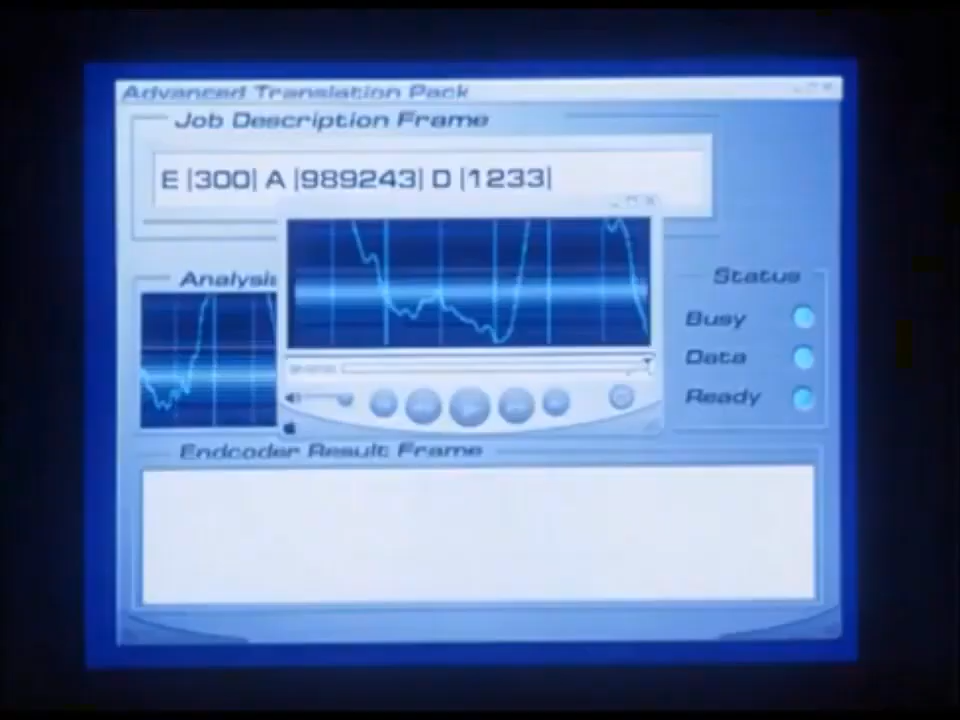 Advanced Translation Pack
Job Description Frame
E |300| A |989243| D |1233|
Analysis
Status
Busy
Data
Ready
Endcoder Result Frame